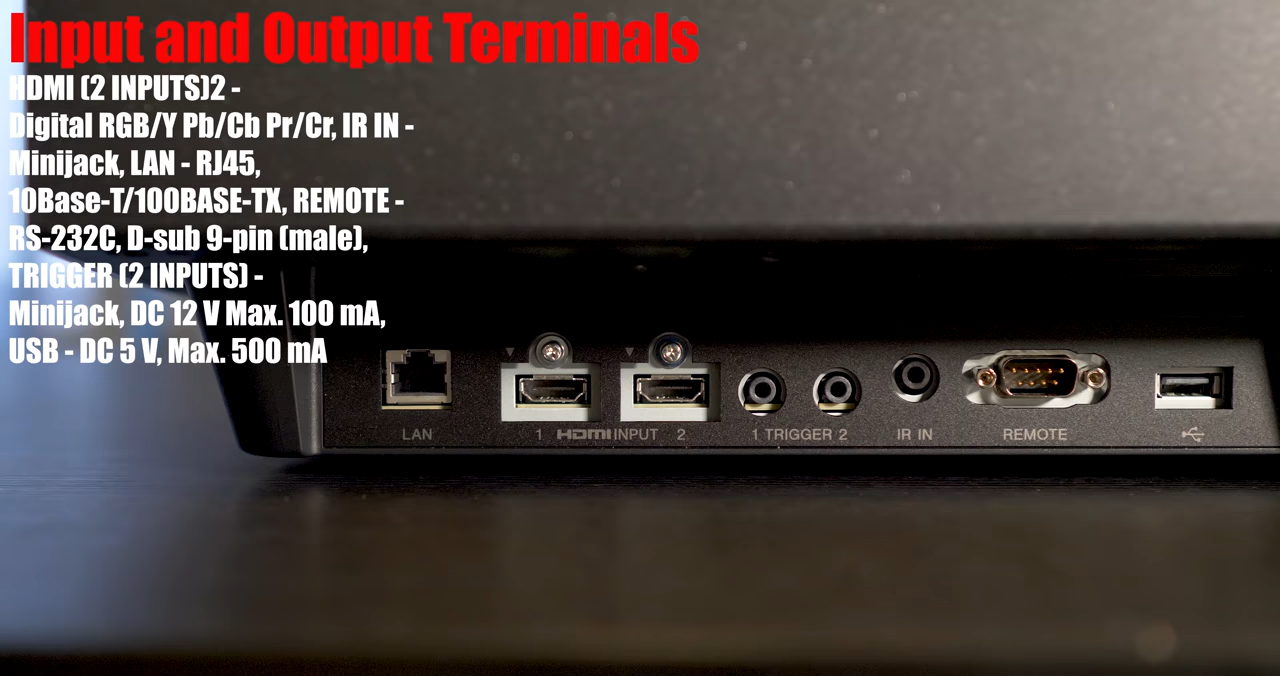 Input and Output Terminals
HDMI (2 INPUTS)2 -
Digital RGB/Y Pb/Cb Pr/Cr, IR IN -
Minijack, LAN - RJ45,
10Base-T/100BASE-TX, REMOTE -
RS-232C, D-sub 9-pin (male),
TRIGGER (2 INPUTS) -
Minijack, DC 12 V Max. 100 mA,
USB - DC 5 V, Max. 500 mA
LAN 1 HDMI INPUT 2 1 TRIGGER 2 IR IN REMOTE